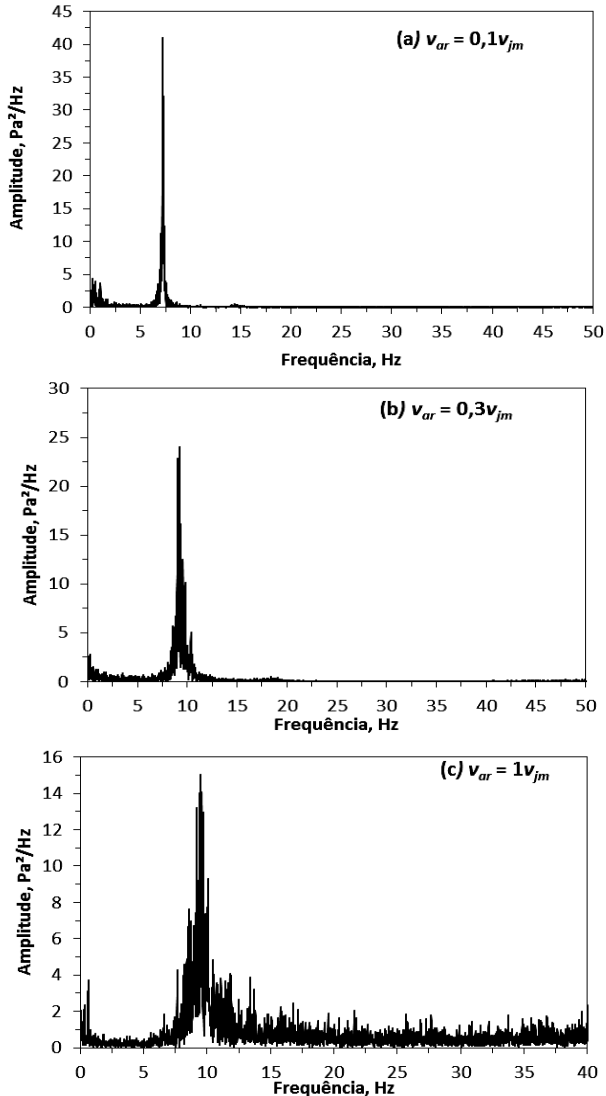 (a) v_ar = 0,1v_jm
Amplitude, Pa²/Hz
45
40
35
30
25
20
15
10
5
0
0 5 10 15 20 25 30 35 40 45 50
Frequência, Hz
(b) v_ar = 0,3v_jm
Amplitude, Pa²/Hz
30
25
20
15
10
5
0
0 5 10 15 20 25 30 35 40 45 50
Frequência, Hz
(c) v_ar = 1v_jm
Amplitude, Pa²/Hz
16
14
12
10
8
6
4
2
0
0 5 10 15 20 25 30 35 40
Frequência, Hz